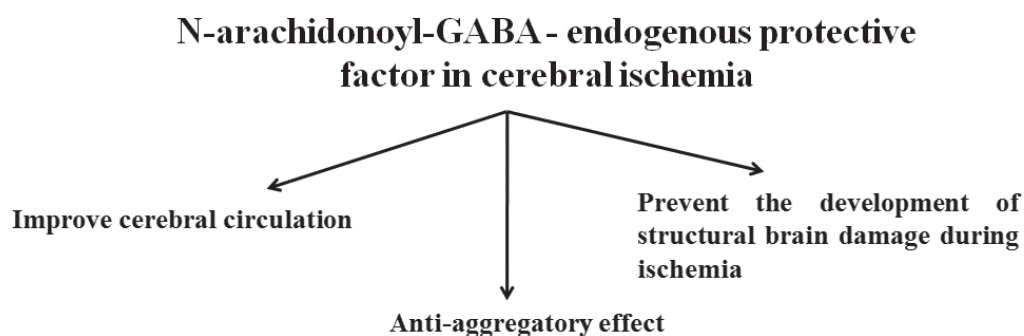 N-arachidonoyl-GABA - endogenous protective
factor in cerebral ischemia
Improve cerebral circulation
Prevent the development of
structural brain damage during
ischemia
Anti-aggregatory effect